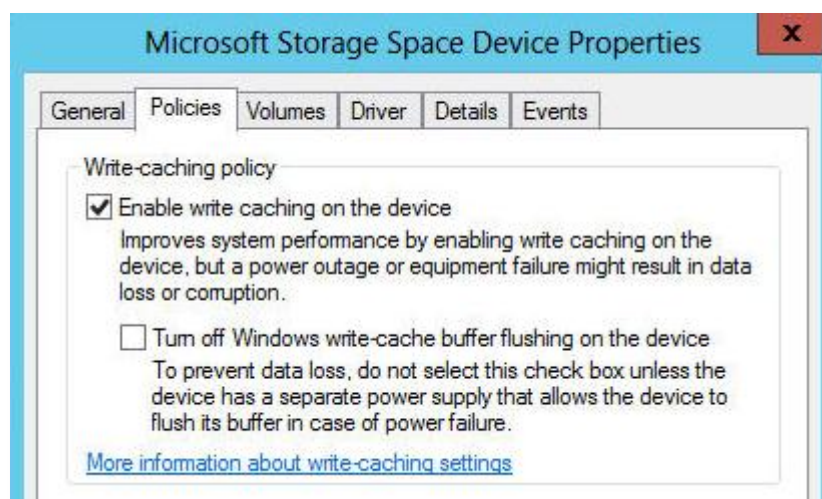 Microsoft Storage Space Device Properties
x
General Policies Volumes Driver Details Events
Write-caching policy
Enable write caching on the device
Improves system performance by enabling write caching on the
device, but a power outage or equipment failure might result in data
loss or corruption.
Turn off Windows write-cache buffer flushing on the device
To prevent data loss, do not select this check box unless the
device has a separate power supply that allows the device to
flush its buffer in case of power failure.
More information about write-caching settings